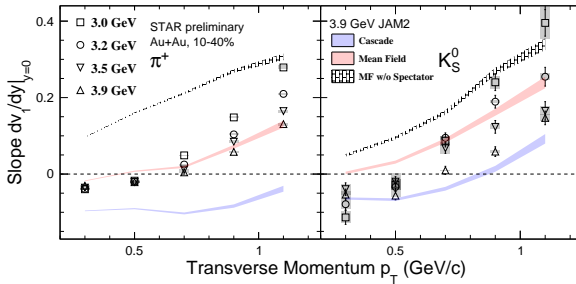 3.0 GeV
3.2 GeV
3.5 GeV
3.9 GeV
STAR preliminary
Au+Au, 10-40%
π+
3.9 GeV JAM2
Cascade
Mean Field
MF w/o Spectator
K0S
Slope dv1/dy|y=0
0.4
0.2
0
0.5
1
0.5
1
Transverse Momentum pT (GeV/c)